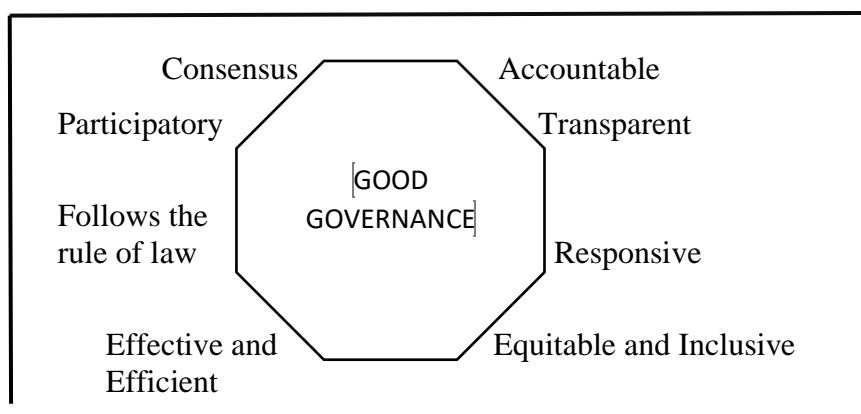 Consensus
Accountable
Participatory
Transparent
GOOD
GOVERNANCE
Follows the
rule of law
Responsive
Effective and
Efficient
Equitable and Inclusive